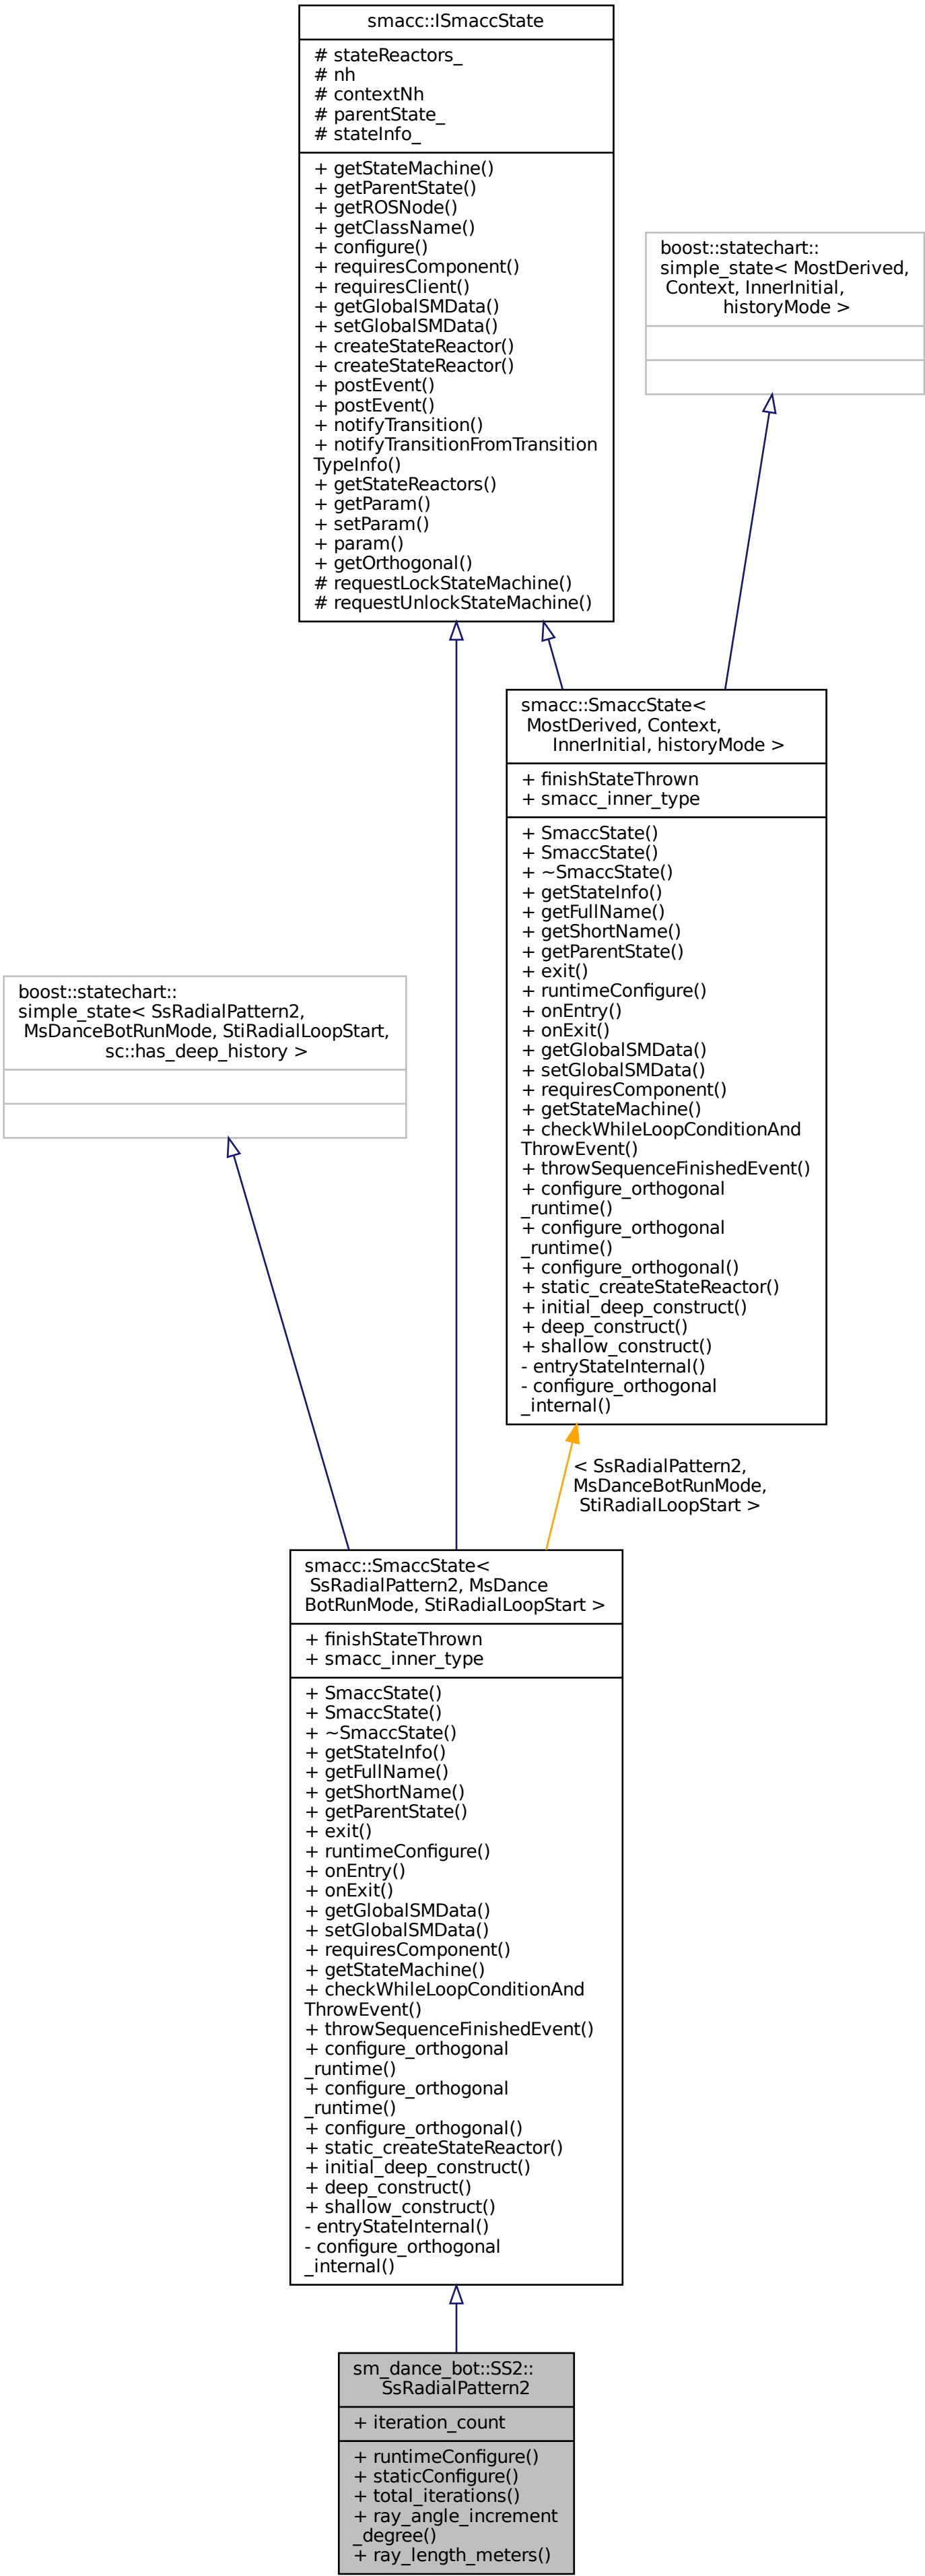 smacc::ISmaccState
# stateReactors_
# nh
# contextNh
# parentState_
# stateInfo_
+ getStateMachine()
+ getParentState()
+ getROSNode()
+ getClassName()
+ configure()
+ requiresComponent()
+ requiresClient()
+ getGlobalSMData()
+ setGlobalSMData()
+ createStateReactor()
+ createStateReactor()
+ postEvent()
+ postEvent()
+ notifyTransition()
+ notifyTransitionFromTransition
TypeInfo()
+ getStateReactors()
+ getParam()
+ setParam()
+ param()
+ getOrthogonal()
# requestLockStateMachine()
# requestUnlockStateMachine()
boost::statechart::
simple_state< MostDerived,
Context, InnerInitial,
historyMode >
smacc::SmaccState<
MostDerived, Context,
InnerInitial, historyMode >
+ finishStateThrown
+ smacc_inner_type
+ SmaccState()
+ SmaccState()
+ ~SmaccState()
+ getStateInfo()
+ getFullName()
+ getShortName()
+ getParentState()
+ exit()
+ runtimeConfigure()
+ onEntry()
+ onExit()
+ getGlobalSMData()
+ setGlobalSMData()
+ requiresComponent()
+ getStateMachine()
+ checkWhileLoopConditionAnd
ThrowEvent()
+ throwSequenceFinishedEvent()
+ configure_orthogonal
_runtime()
+ configure_orthogonal
_runtime()
+ configure_orthogonal()
+ static_createStateReactor()
+ initial_deep_construct()
+ deep_construct()
+ shallow_construct()
- entryStateInternal()
- configure_orthogonal
_internal()
boost::statechart::
simple_state< SsRadialPattern2,
MsDanceBotRunMode, StiRadialLoopStart,
sc::has_deep_history >
< SsRadialPattern2,
MsDanceBotRunMode,
StiRadialLoopStart >
smacc::SmaccState<
SsRadialPattern2, MsDance
BotRunMode, StiRadialLoopStart >
+ finishStateThrown
+ smacc_inner_type
+ SmaccState()
+ SmaccState()
+ ~SmaccState()
+ getStateInfo()
+ getFullName()
+ getShortName()
+ getParentState()
+ exit()
+ runtimeConfigure()
+ onEntry()
+ onExit()
+ getGlobalSMData()
+ setGlobalSMData()
+ requiresComponent()
+ getStateMachine()
+ checkWhileLoopConditionAnd
ThrowEvent()
+ throwSequenceFinishedEvent()
+ configure_orthogonal
_runtime()
+ configure_orthogonal
_runtime()
+ configure_orthogonal()
+ static_createStateReactor()
+ initial_deep_construct()
+ deep_construct()
+ shallow_construct()
- entryStateInternal()
- configure_orthogonal
_internal()
sm_dance_bot::SS2::
SsRadialPattern2
+ iteration_count
+ runtimeConfigure()
+ staticConfigure()
+ total_iterations()
+ ray_angle_increment
_degree()
+ ray_length_meters()